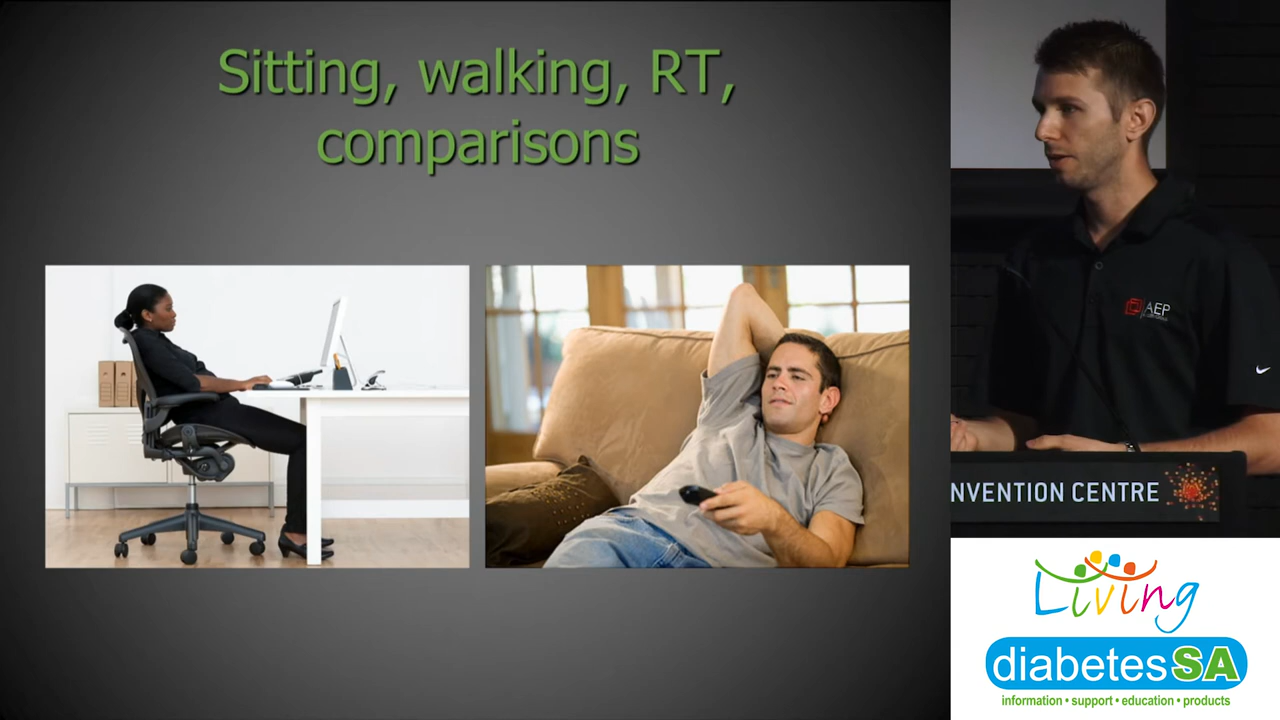 Sitting, walking, RT,
comparisons
AEP
NVENTION CENTRE
Living
diabetesSA
information • support • education • products